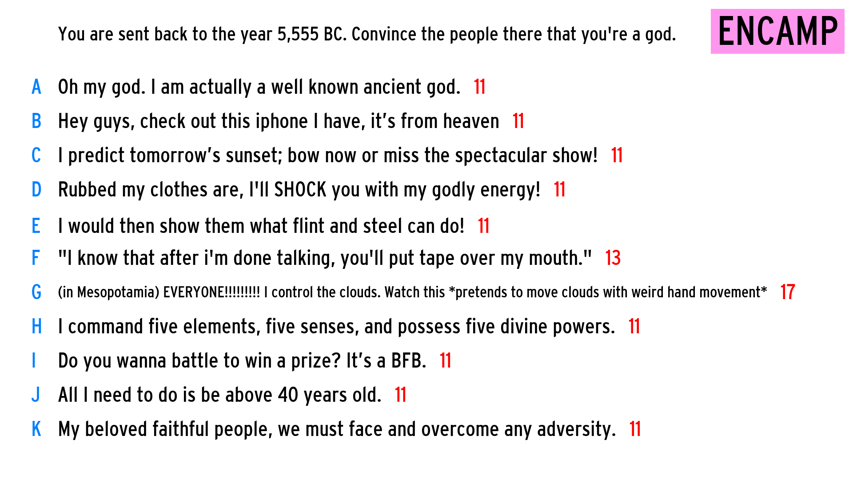 You are sent back to the year 5,555 BC. Convince the people there that you're a god.
ENCAMP
A Oh my god. I am actually a well known ancient god. 11
B Hey guys, check out this iphone I have, it’s from heaven 11
C I predict tomorrow’s sunset; bow now or miss the spectacular show! 11
D Rubbed my clothes are, I'll SHOCK you with my godly energy! 11
E I would then show them what flint and steel can do! 11
F "I know that after i'm done talking, you'll put tape over my mouth." 13
G (in Mesopotamia) EVERYONE!!!!!!!!! I control the clouds. Watch this *pretends to move clouds with weird hand movement* 17
H I command five elements, five senses, and possess five divine powers. 11
I Do you wanna battle to win a prize? It’s a BFB. 11
J All I need to do is be above 40 years old. 11
K My beloved faithful people, we must face and overcome any adversity. 11